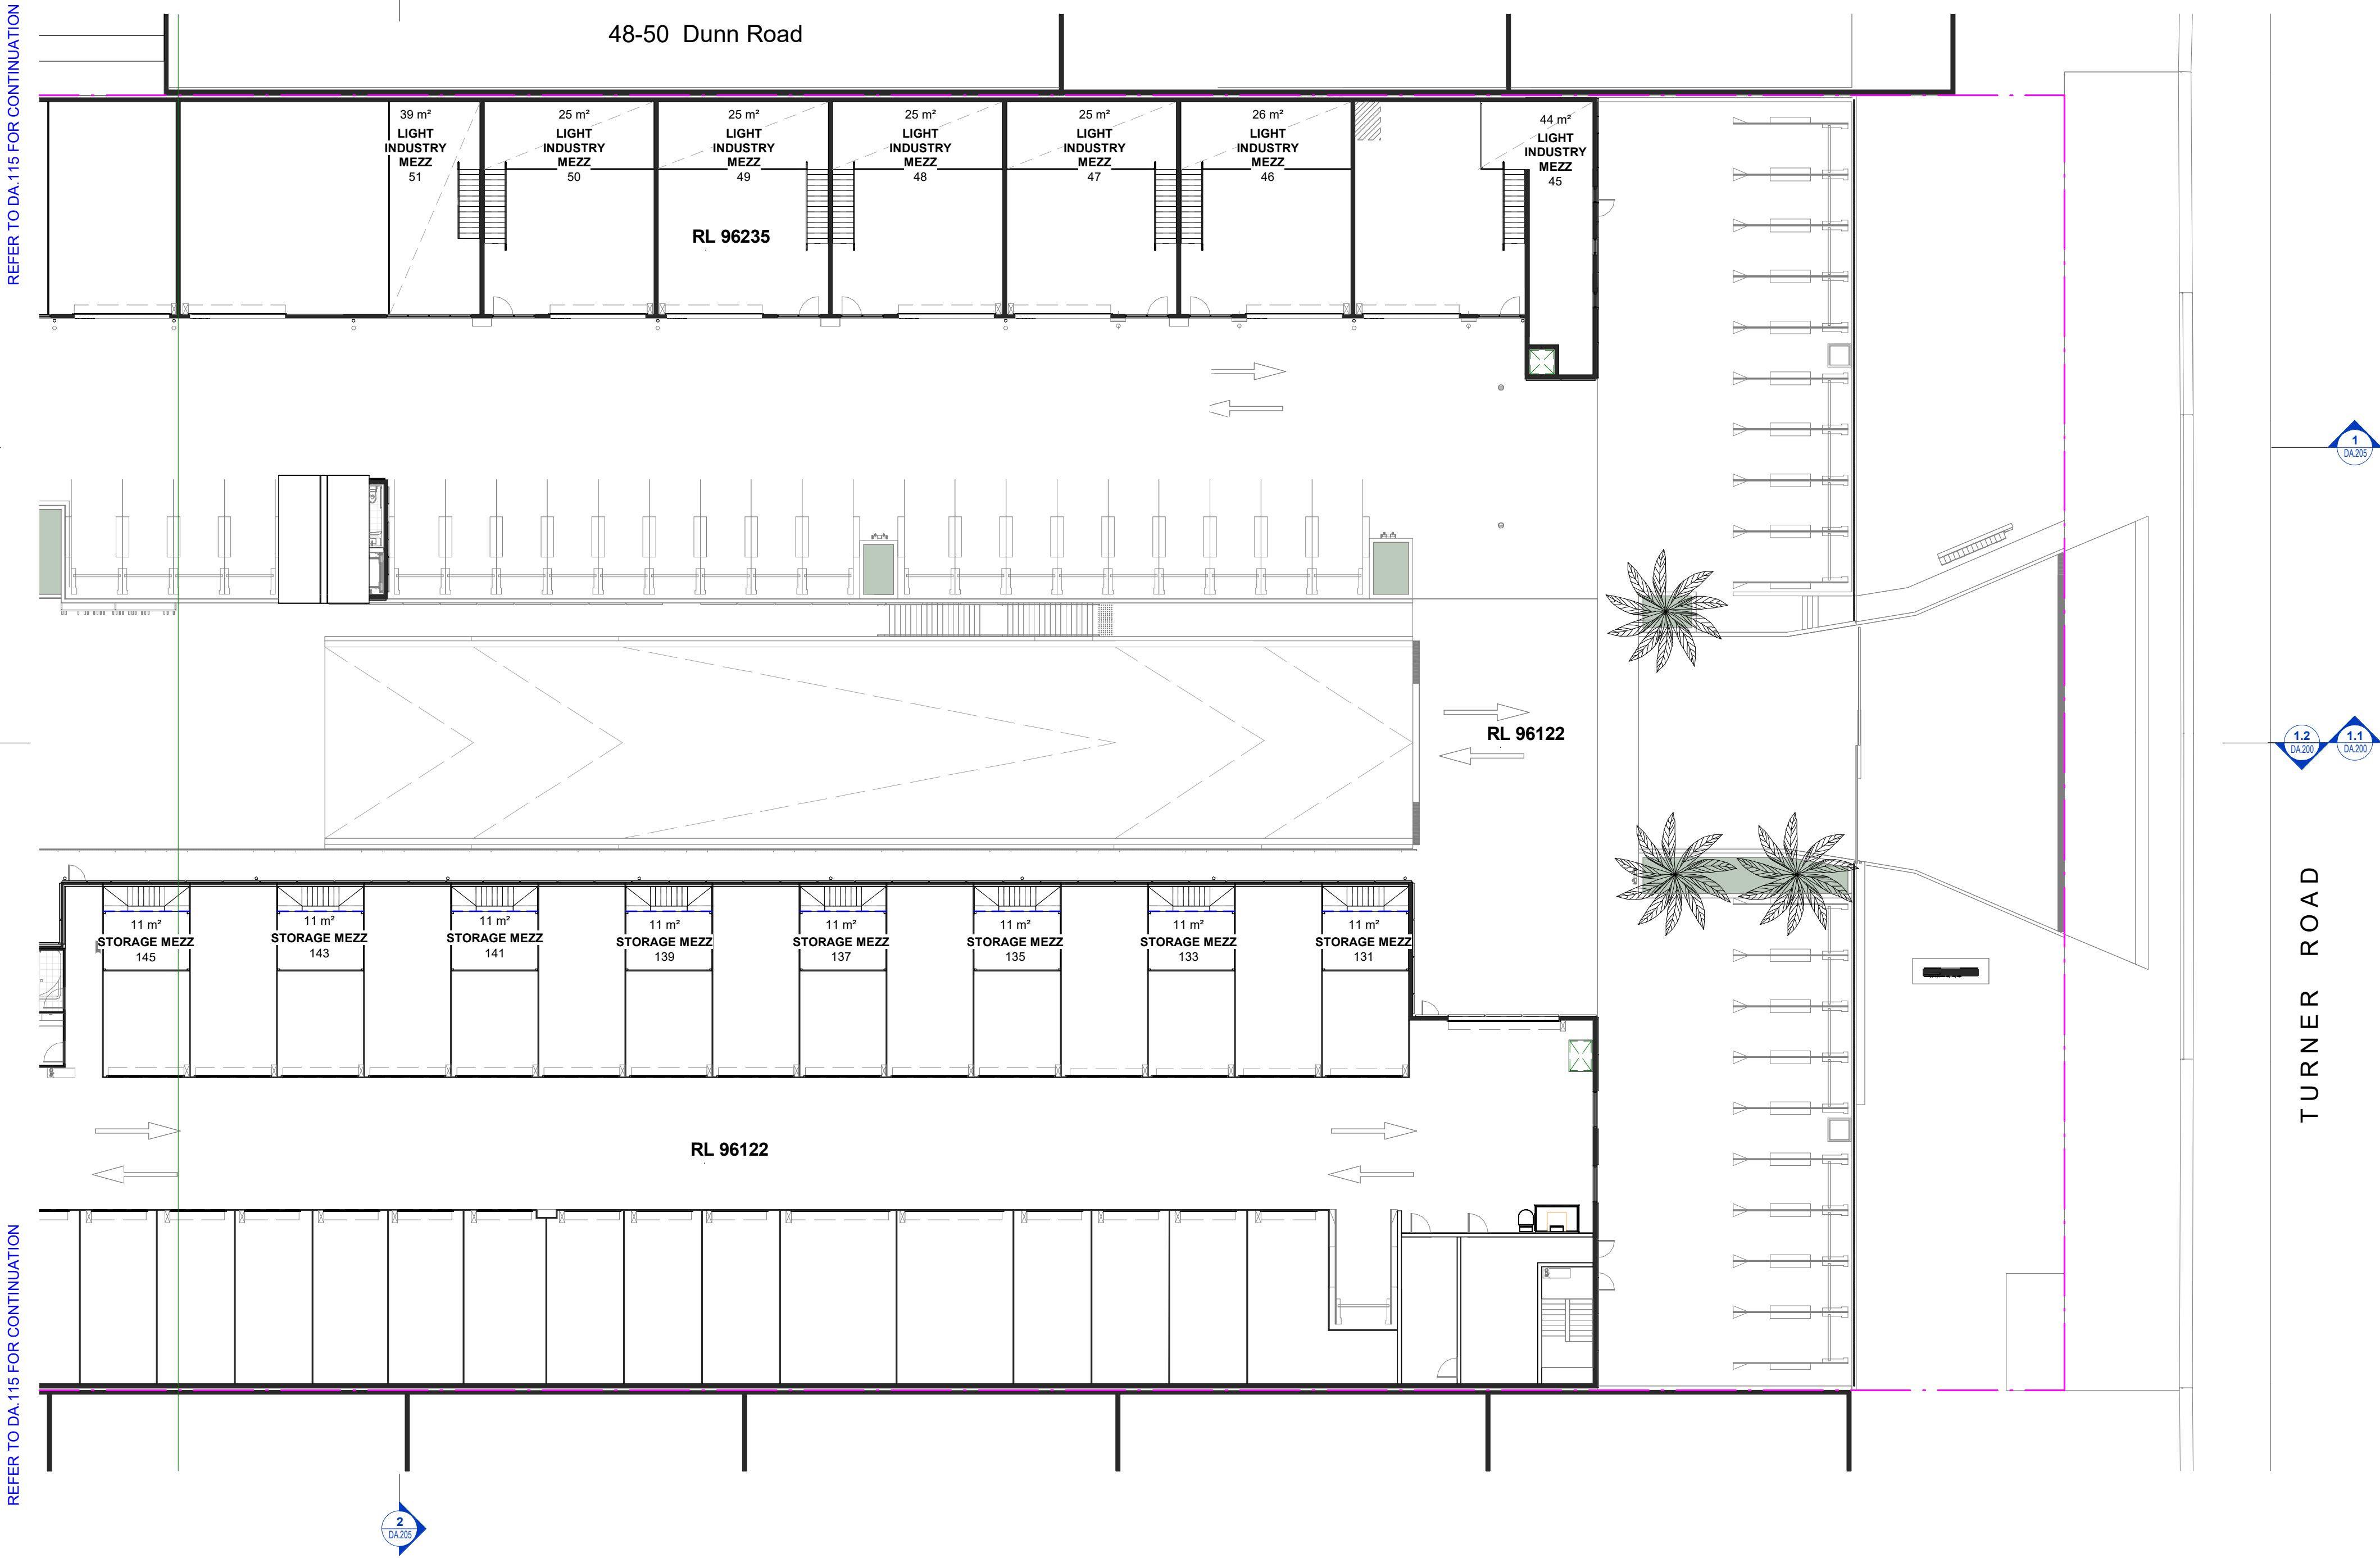 48-50 Dunn Road
REFER TO DA.115 FOR CONTINUATION
39 m²
LIGHT
INDUSTRY
MEZZ
51
25 m²
LIGHT
INDUSTRY
MEZZ
50
25 m²
LIGHT
INDUSTRY
MEZZ
49
25 m²
LIGHT
INDUSTRY
MEZZ
48
25 m²
LIGHT
INDUSTRY
MEZZ
47
26 m²
LIGHT
INDUSTRY
MEZZ
46
44 m²
LIGHT
INDUSTRY
MEZZ
45
RL 96235
1
DA.205
RL 96122
1.2
DA.200
1.1
DA.200
11 m²
STORAGE MEZZ
145
11 m²
STORAGE MEZZ
143
11 m²
STORAGE MEZZ
141
11 m²
STORAGE MEZZ
139
11 m²
STORAGE MEZZ
137
11 m²
STORAGE MEZZ
135
11 m²
STORAGE MEZZ
133
11 m²
STORAGE MEZZ
131
TURNER ROAD
RL 96122
REFER TO DA.115 FOR CONTINUATION
2
DA.205